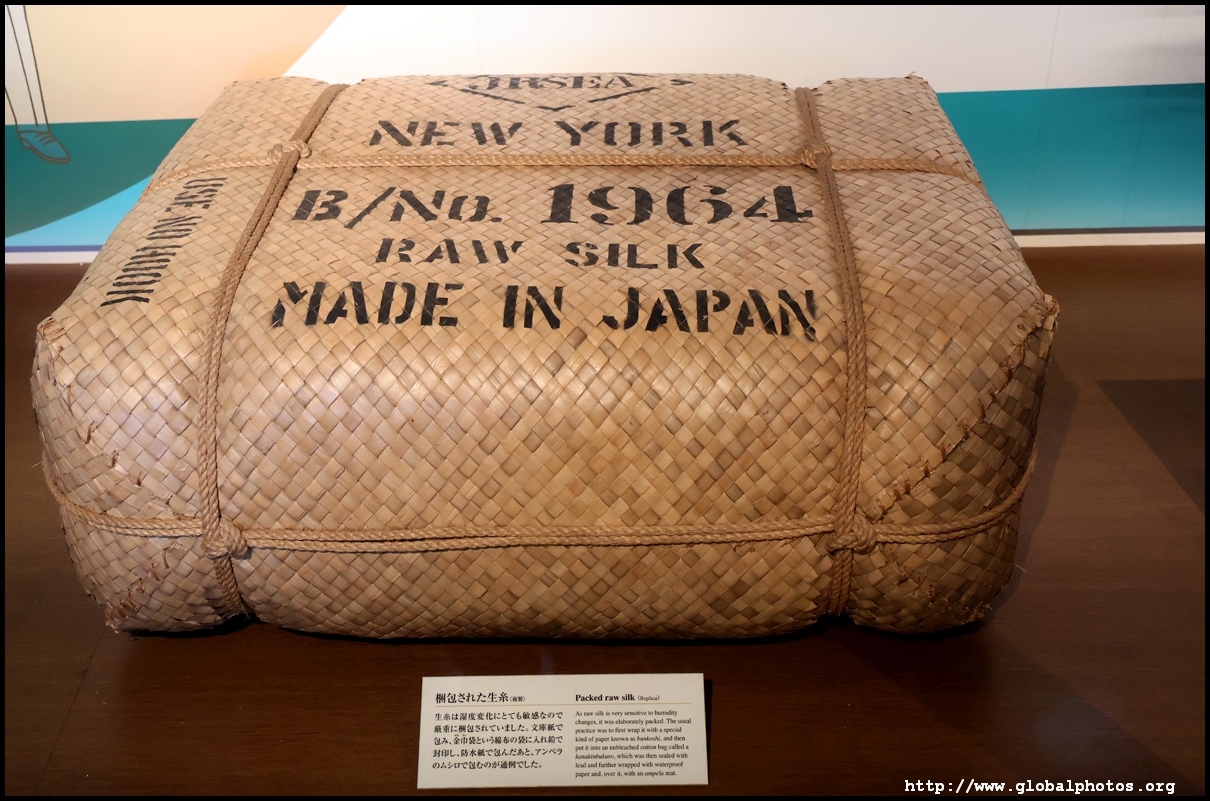 JRSEA
NEW YORK
B/No. 1964
RAW SILK
MADE IN JAPAN
USE NO HOOK
梱包された生糸〈複製〉
生糸は湿度変化にとても敏感なので
厳重に梱包されていました。文庫紙で
包み、金巾袋という綿布の袋に入れ鉛で
封印し、防水紙で包んだあと、アンペラ
のムシロで包むのが通例でした。
Packed raw silk 〈Replica〉
As raw silk is very sensitive to humidity
changes, it was elaborately packed. The usual
practice was to first wrap it with a special
kind of paper known as bunkoshi, and then
put it into an unbleached cotton bag called a
kanakinbukuro, which was then sealed with
lead and further wrapped with waterproof
paper and, over it, with an anpela mat.
http://www.globalphotos.org